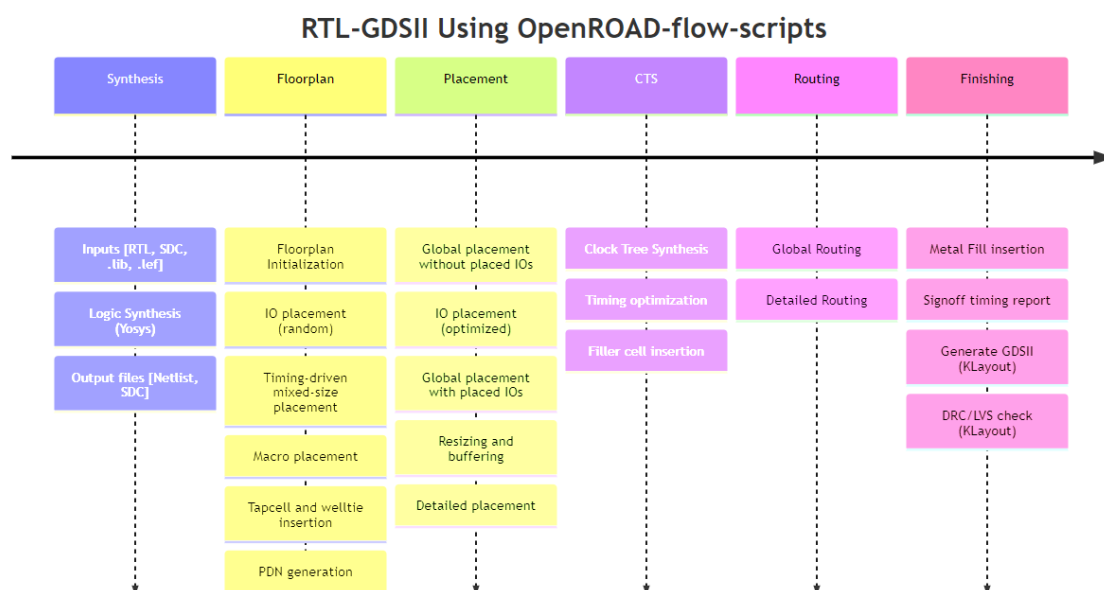 RTL-GDSII Using OpenROAD-flow-scripts
Synthesis
Floorplan
Placement
CTS
Routing
Finishing
Inputs [RTL, SDC,
.lib, .lef]
Logic Synthesis
(Yosys)
Output files [Netlist,
SDC]
Floorplan
Initialization
IO placement
(random)
Timing-driven
mixed-size
placement
Macro placement
Tapcell and welltie
insertion
PDN generation
Global placement
without placed IOs
IO placement
(optimized)
Global placement
with placed IOs
Resizing and
buffering
Detailed placement
Clock Tree Synthesis
Timing optimization
Filler cell insertion
Global Routing
Detailed Routing
Metal Fill insertion
Signoff timing report
Generate GDSII
(KLayout)
DRC/LVS check
(KLayout)